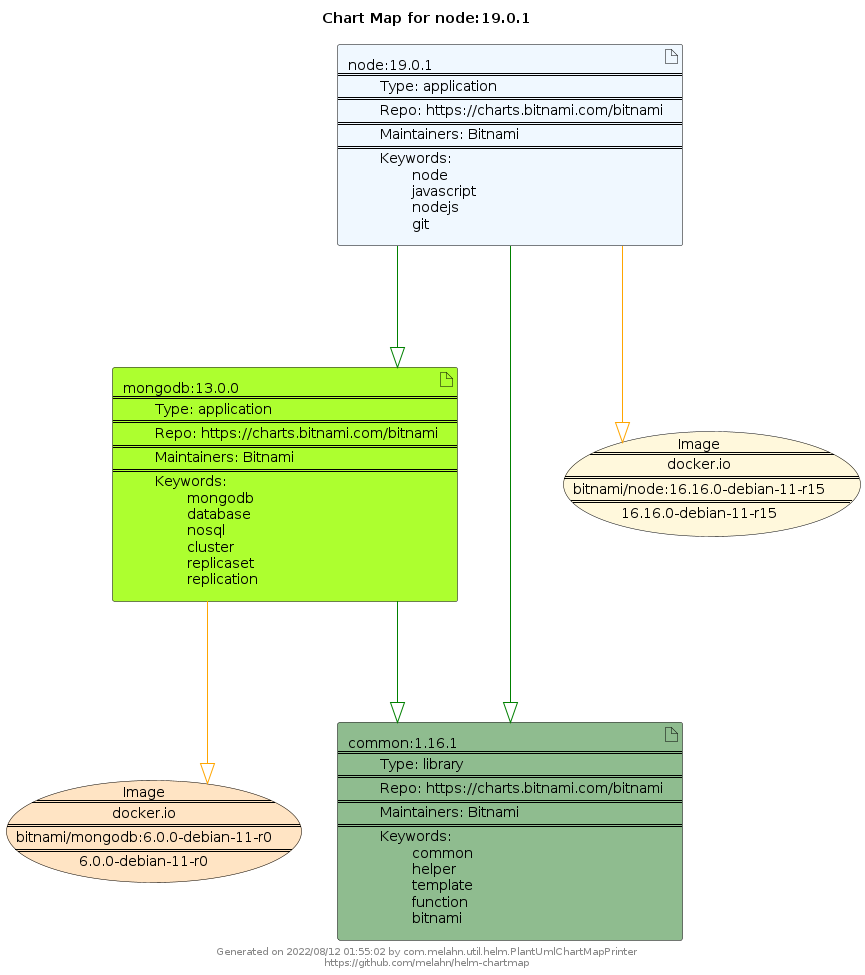 Chart Map for node:19.0.1
node:19.0.1
Type: application
Repo: https://charts.bitnami.com/bitnami
Maintainers: Bitnami
Keywords:
node
javascript
nodejs
git
mongodb:13.0.0
Type: application
Repo: https://charts.bitnami.com/bitnami
Maintainers: Bitnami
Keywords:
mongodb
database
nosql
cluster
replicaset
replication
Image
docker.io
bitnami/node:16.16.0-debian-11-r15
16.16.0-debian-11-r15
Image
docker.io
bitnami/mongodb:6.0.0-debian-11-r0
6.0.0-debian-11-r0
common:1.16.1
Type: library
Repo: https://charts.bitnami.com/bitnami
Maintainers: Bitnami
Keywords:
common
helper
template
function
bitnami
Generated on 2022/08/12 01:55:02 by com.melahn.util.helm.PlantUmlChartMapPrinter
https://github.com/melahn/helm-chartmap